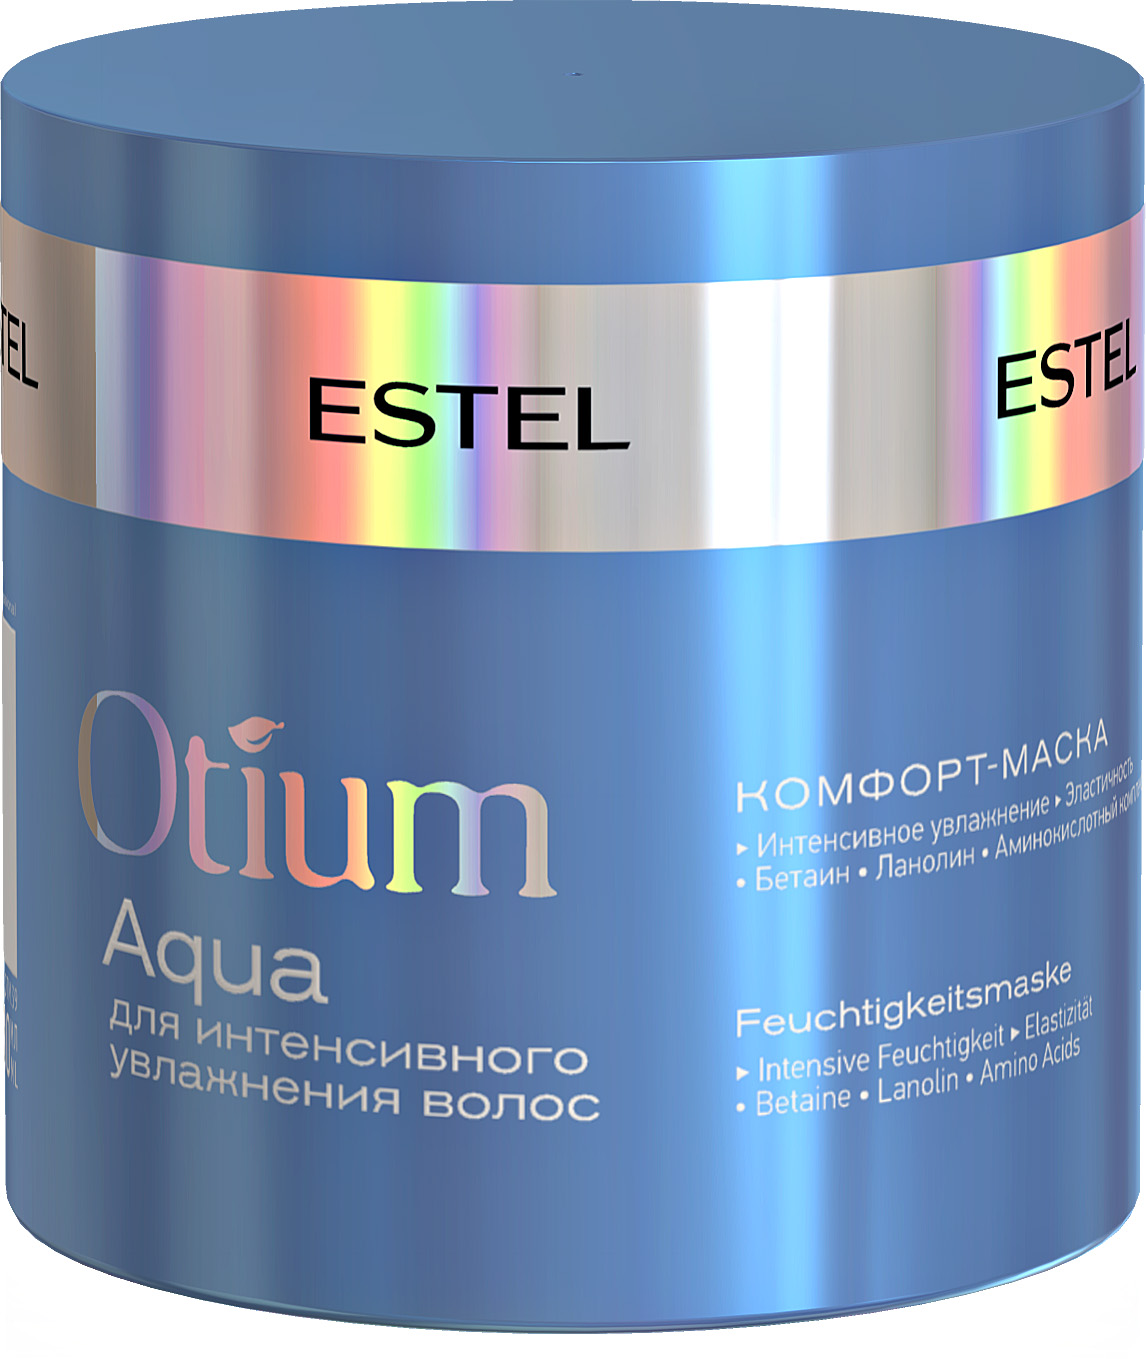 ESTEL
ESTEL
Otium
Aqua
для интенсивного
увлажнения волос
КОМФОРТ-МАСКА
▸ Интенсивное увлажнение ▸ Эластичность
• Бетаин • Ланолин • Аминокислотный
Feuchtigkeitsmaske
▸ Intensive Feuchtigkeit ▸ Elastizität
• Betaine • Lanolin • Amino Acids